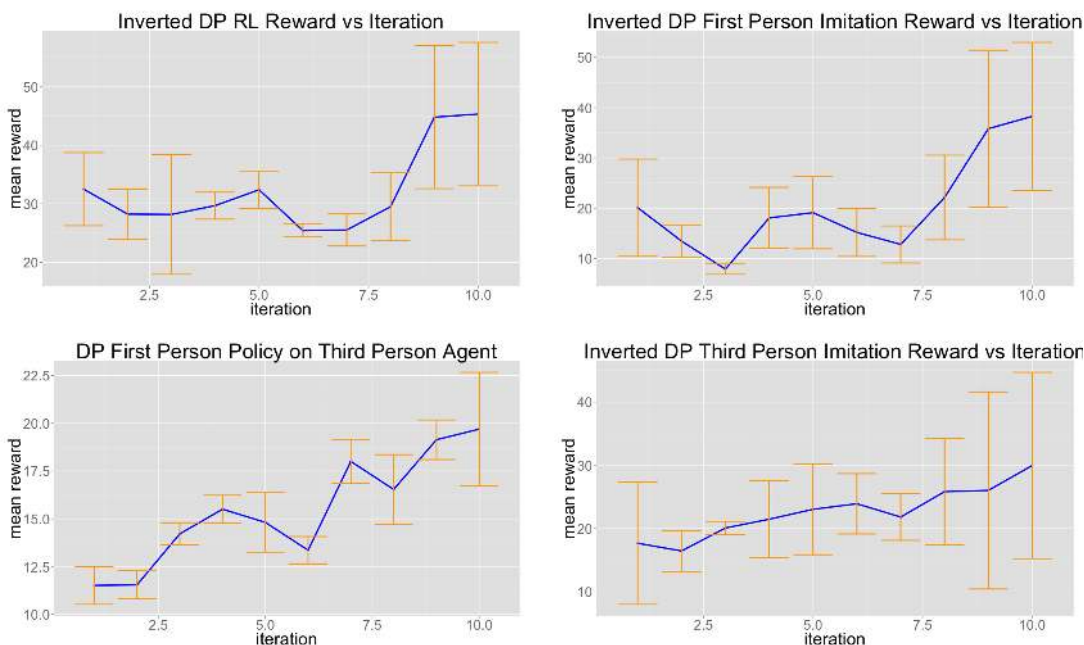 Inverted DP RL Reward vs Iteration
50
40
30
20
mean reward
2.5
5.0
7.5
10.0
iteration
Inverted DP First Person Imitation Reward vs Iteration
50
40
30
20
10
mean reward
2.5
5.0
7.5
10.0
iteration
DP First Person Policy on Third Person Agent
22.5
20.0
17.5
15.0
12.5
10.0
mean reward
2.5
5.0
7.5
10.0
iteration
Inverted DP Third Person Imitation Reward vs Iteration
40
30
20
10
mean reward
2.5
5.0
7.5
10.0
iteration